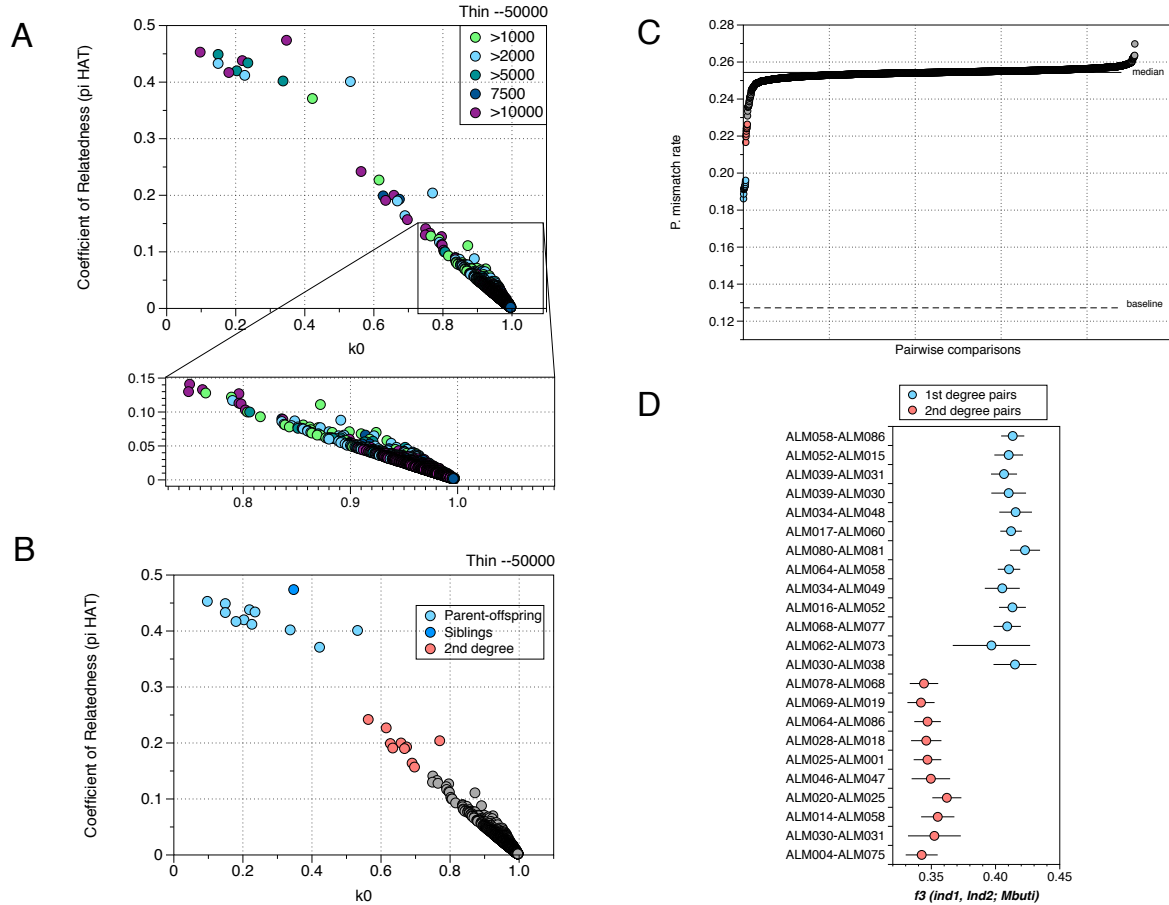 A
Thin --50000
Coefficient of Relatedness (pi HAT)
0.5
0.4
0.3
0.2
0.1
0
>1000
>2000
>5000
7500
>10000
0
0.2
0.4
0.6
0.8
1.0
k0
0.15
0.10
0.05
0
0.8
0.9
1.0
B
Thin --50000
Coefficient of Relatedness (pi HAT)
0.5
0.4
0.3
0.2
0.1
0
Parent-offspring
Siblings
2nd degree
0
0.2
0.4
0.6
0.8
1.0
k0
C
P. mismatch rate
0.28
0.26
0.24
0.22
0.20
0.18
0.16
0.14
0.12
median
baseline
Pairwise comparisons
D
1st degree pairs
2nd degree pairs
ALM058-ALM086
ALM052-ALM015
ALM039-ALM031
ALM039-ALM030
ALM034-ALM048
ALM017-ALM060
ALM080-ALM081
ALM064-ALM058
ALM034-ALM049
ALM016-ALM052
ALM068-ALM077
ALM062-ALM073
ALM030-ALM038
ALM078-ALM068
ALM069-ALM019
ALM064-ALM086
ALM028-ALM018
ALM025-ALM001
ALM046-ALM047
ALM020-ALM025
ALM014-ALM058
ALM030-ALM031
ALM004-ALM075
0.35
0.40
0.45
f3 (ind1, Ind2; Mbuti)